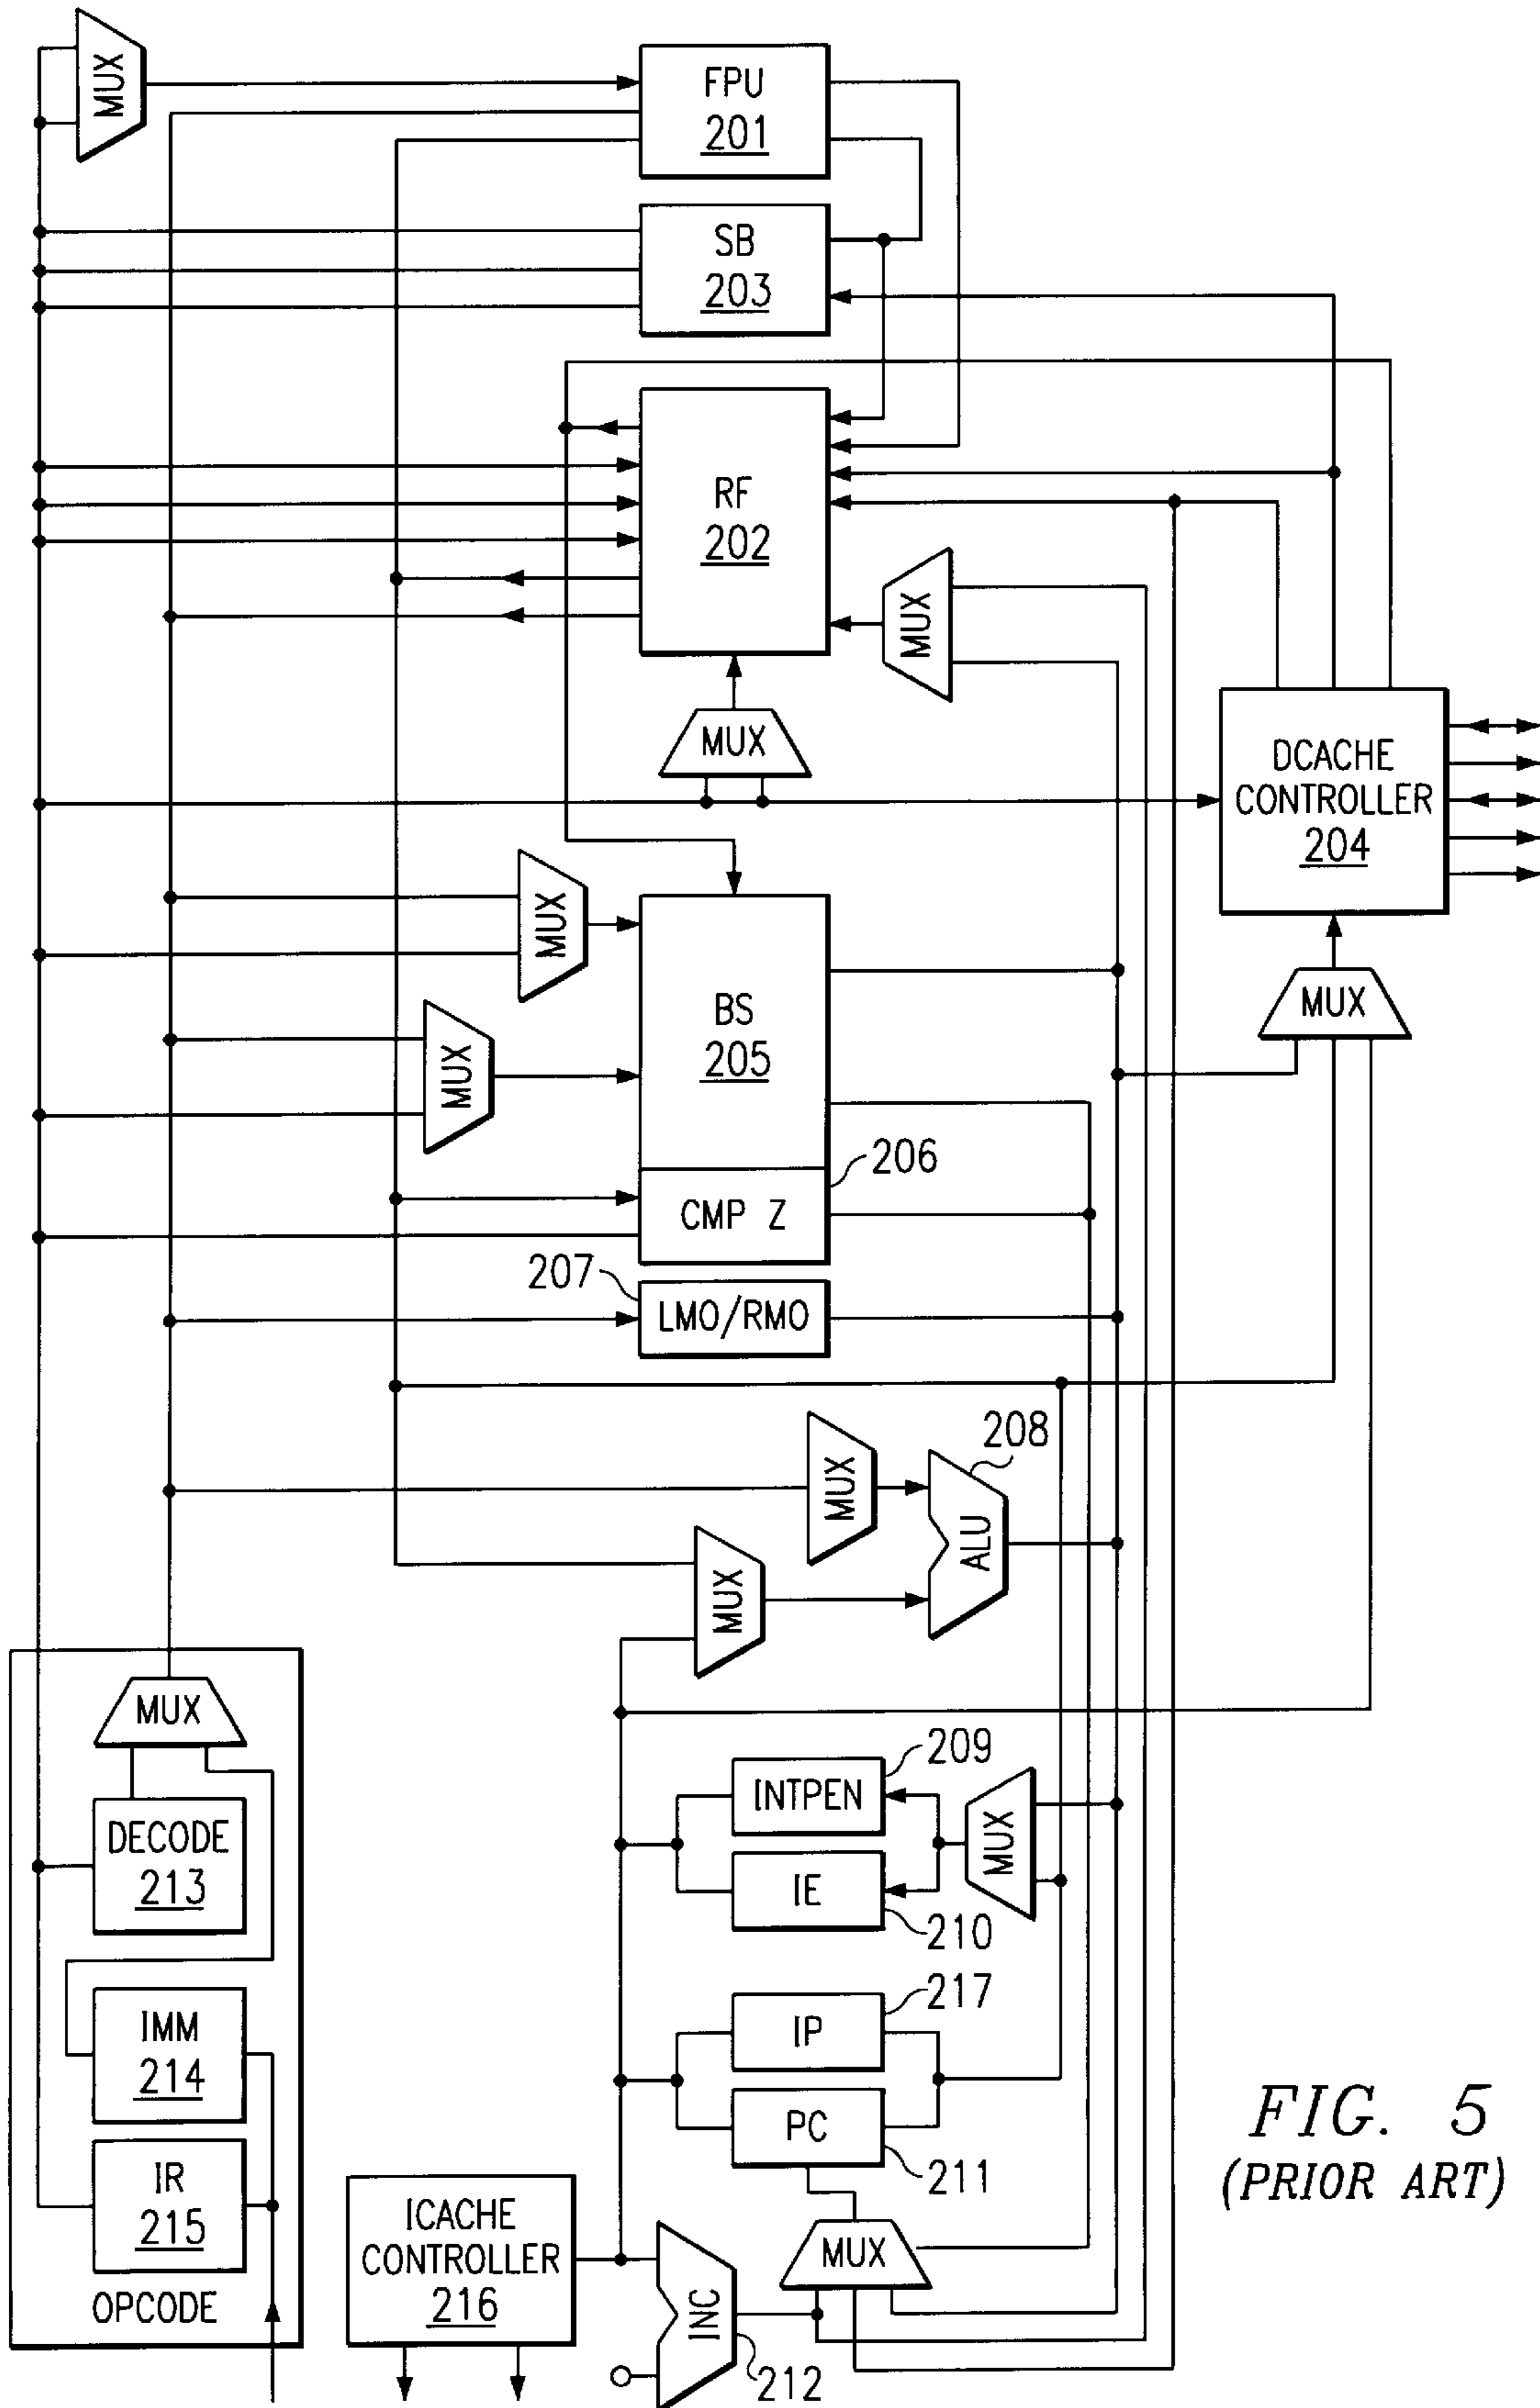 MUX
FPU
201
SB
203
RF
202
MUX
MUX
DCACHE
CONTROLLER
204
MUX
BS
205
MUX
MUX
206
CMP Z
207
LMO/RMO
208
MUX
ALU
MUX
MUX
209
INTPEN
MUX
DECODE
213
IE
210
IMM
214
217
IP
PC
211
IR
215
OPCODE
ICACHE
CONTROLLER
216
MUX
INC
212
FIG. 5
(PRIOR ART)